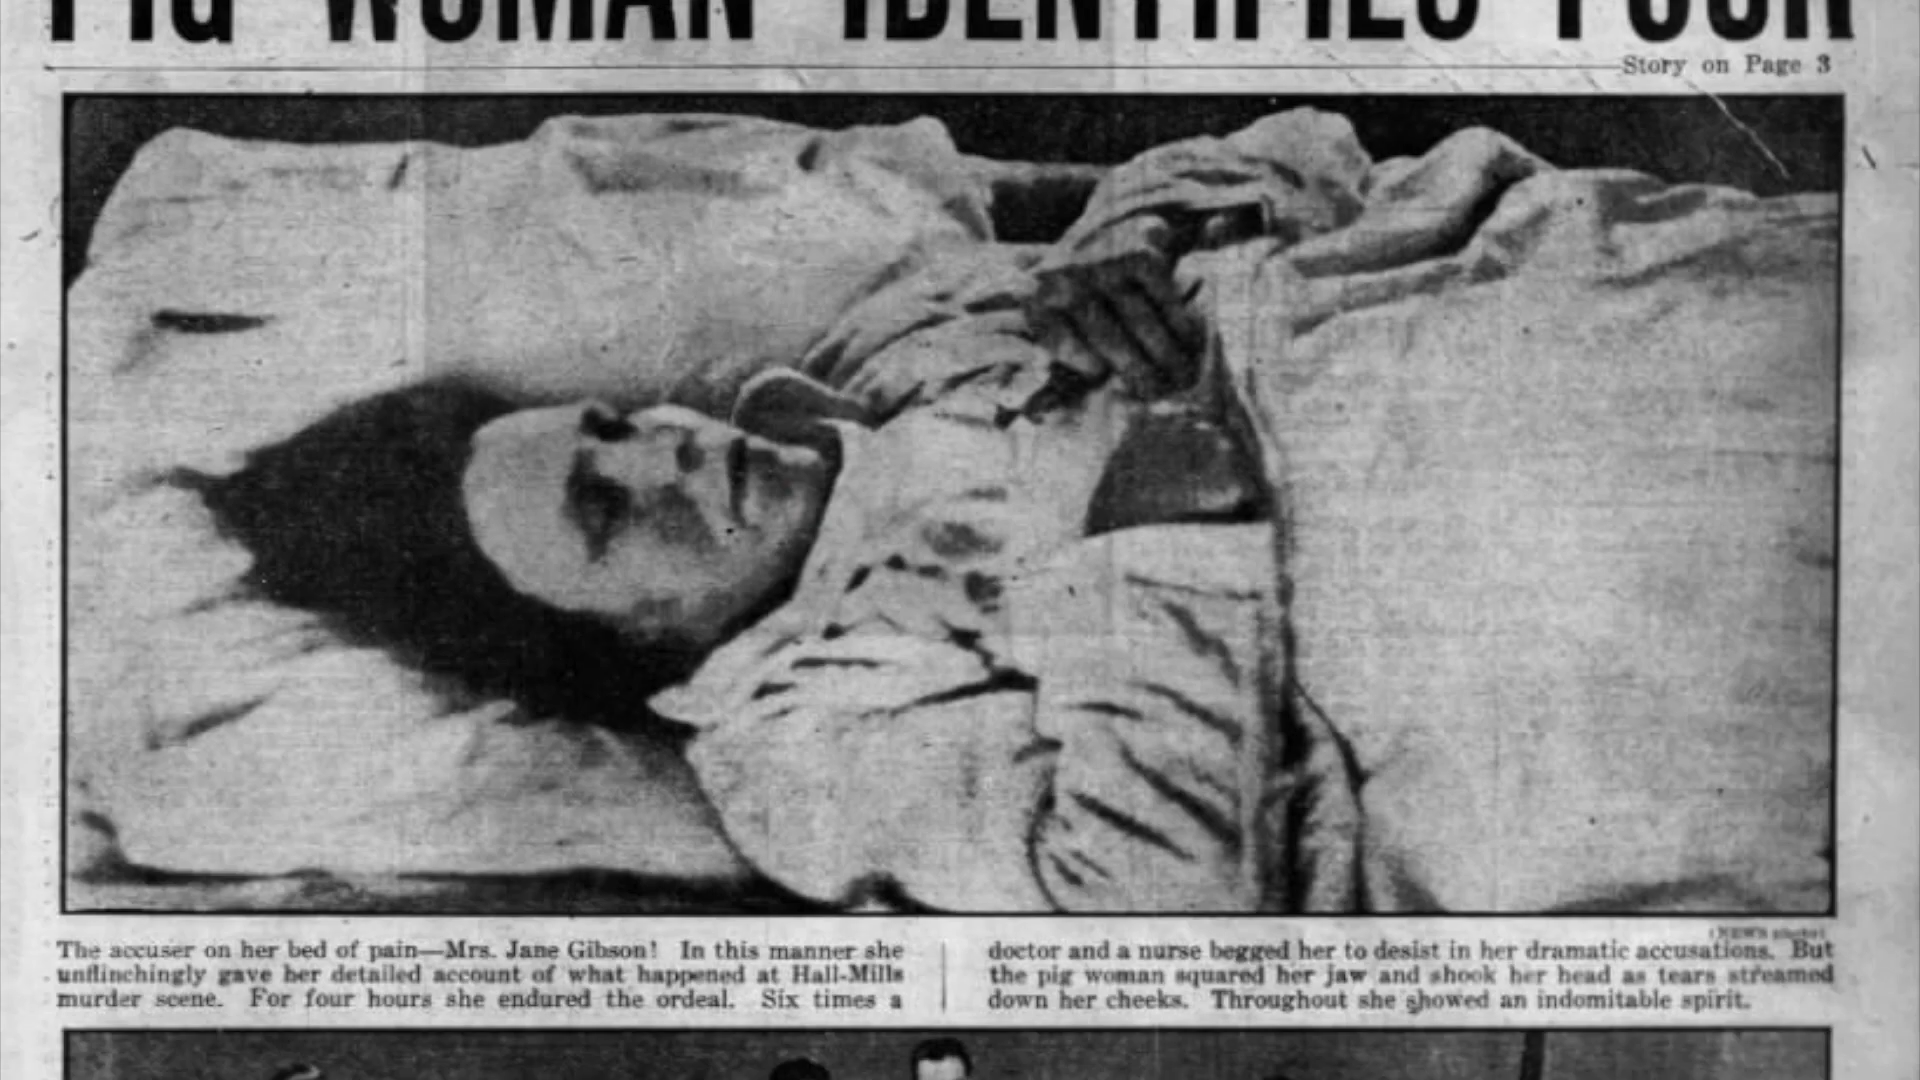 PIG WOMAN IDENTIFIES FOUR
Story on Page 3
(NEWS photo)
The accuser on her bed of pain—Mrs. Jane Gibson! In this manner she
unflinchingly gave her detailed account of what happened at Hall-Mills
murder scene. For four hours she endured the ordeal. Six times a
doctor and a nurse begged her to desist in her dramatic accusations. But
the pig woman squared her jaw and shook her head as tears streamed
down her cheeks. Throughout she showed an indomitable spirit.